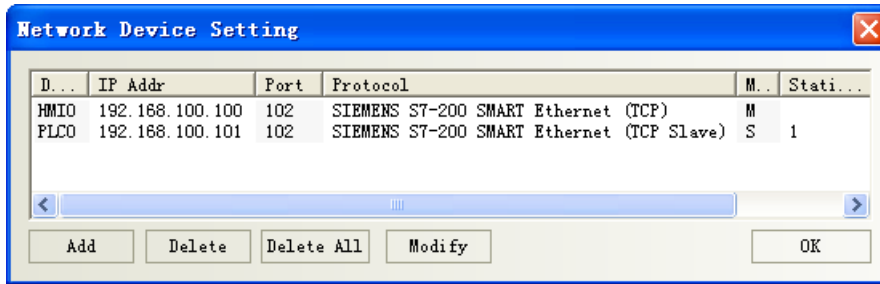 Network Device Setting
D... IP Addr Port Protocol M.. Stati...
HMI0 192.168.100.100 102 SIEMENS S7-200 SMART Ethernet (TCP) M
PLC0 192.168.100.101 102 SIEMENS S7-200 SMART Ethernet (TCP Slave) S 1
Add Delete Delete All Modify OK